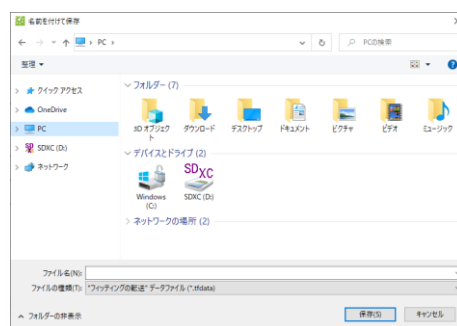 名前を付けて保存
PC
PCの検索
整理
クイック アクセス
OneDrive
PC
SDXC (D:)
ネットワーク
フォルダー (7)
3D オブジェクト
ダウンロード
デスクトップ
ドキュメント
ピクチャ
ビデオ
ミュージック
デバイスとドライブ (2)
Windows (C:)
SDXC
SDXC (D:)
ネットワークの場所 (2)
ファイル名(N):
ファイルの種類(T): "フィッティングの転送" データファイル (*.tfdata)
フォルダーの非表示
保存(S)
キャンセル